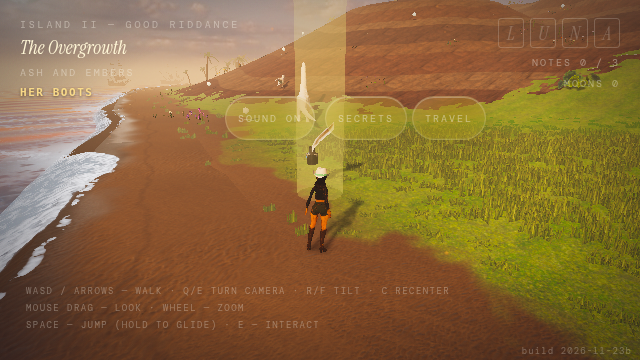 ISLAND II — GOOD RIDDANCE
The Overgrowth
ASH AND EMBERS
HER BOOTS
LUNA
NOTES 0 / 3
MOONS 0
SOUND ON
SECRETS
TRAVEL
WASD / ARROWS — WALK · Q/E TURN CAMERA · R/F TILT · C RECENTER
MOUSE DRAG — LOOK · WHEEL — ZOOM
SPACE — JUMP (HOLD TO GLIDE) · E — INTERACT
build 2026-11-23b